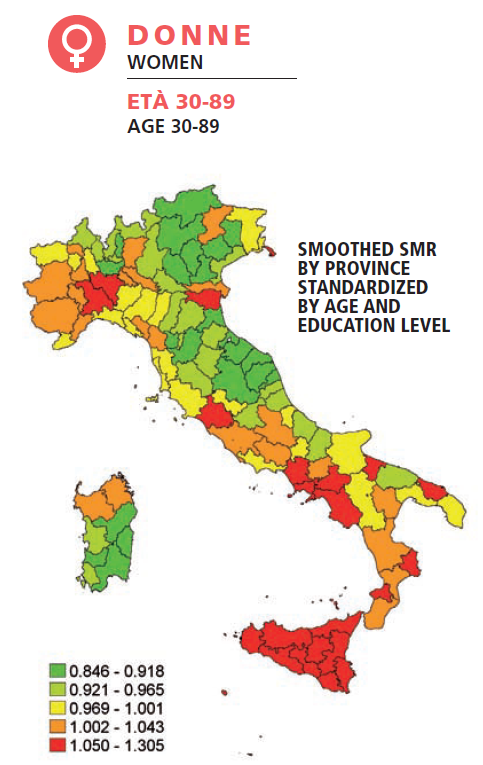 DONNE
WOMEN
ETÀ 30-89
AGE 30-89
SMOOTHED SMR
BY PROVINCE
STANDARDIZED
BY AGE AND
EDUCATION LEVEL
0.846 - 0.918
0.921 - 0.965
0.969 - 1.001
1.002 - 1.043
1.050 - 1.305